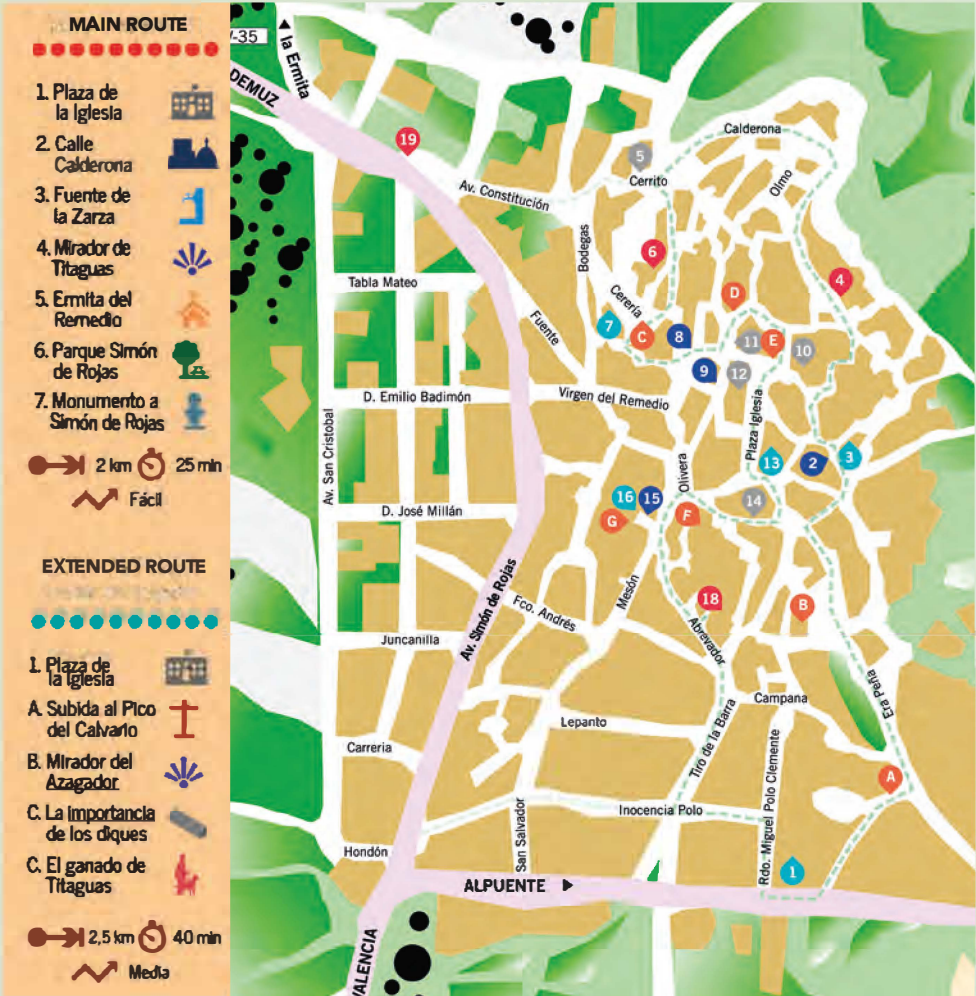 MAIN ROUTE
1. Plaza de
la Iglesia
2. Calle
Calderona
3. Fuente de
la Zarza
4. Mirador de
Titaguas
5. Ermita del
Remedio
6. Parque Simón
de Rojas
7. Monumento a
Simón de Rojas
2 km 25 min
Fácil
EXTENDED ROUTE
1. Plaza de
la Iglesia
A. Subida al Pico
del Calvario
B. Mirador del
Azagador
C. La importancia
de los diques
C. El ganado de
Titaguas
2,5 km 40 min
Media
-35
▲ la Ermita
DEMUZ
19
Calderona
5
Cerrito
Olmo
Av. Constitución
Bodegas
6
4
Tabla Mateo
D
Cerería
Fuente
7
C
8
11
E
10
9
12
D. Emilio Badimón
Virgen del Remedio
Plaza Iglesia
Av. San Cristobal
Olivera
13
2
3
16
15
14
D. José Millán
G
F
Mesón
18
B
Fco. Andrés
Abrevador
Av. Simón de Rojas
Juncanilla
Era Peña
Campana
Lepanto
Tiro de la Barra
Carreria
A
Rdo. Miguel Polo Clemente
Inocencia Polo
San Salvador
Hondón
1
ALPUENTE ▶
VALENCIA